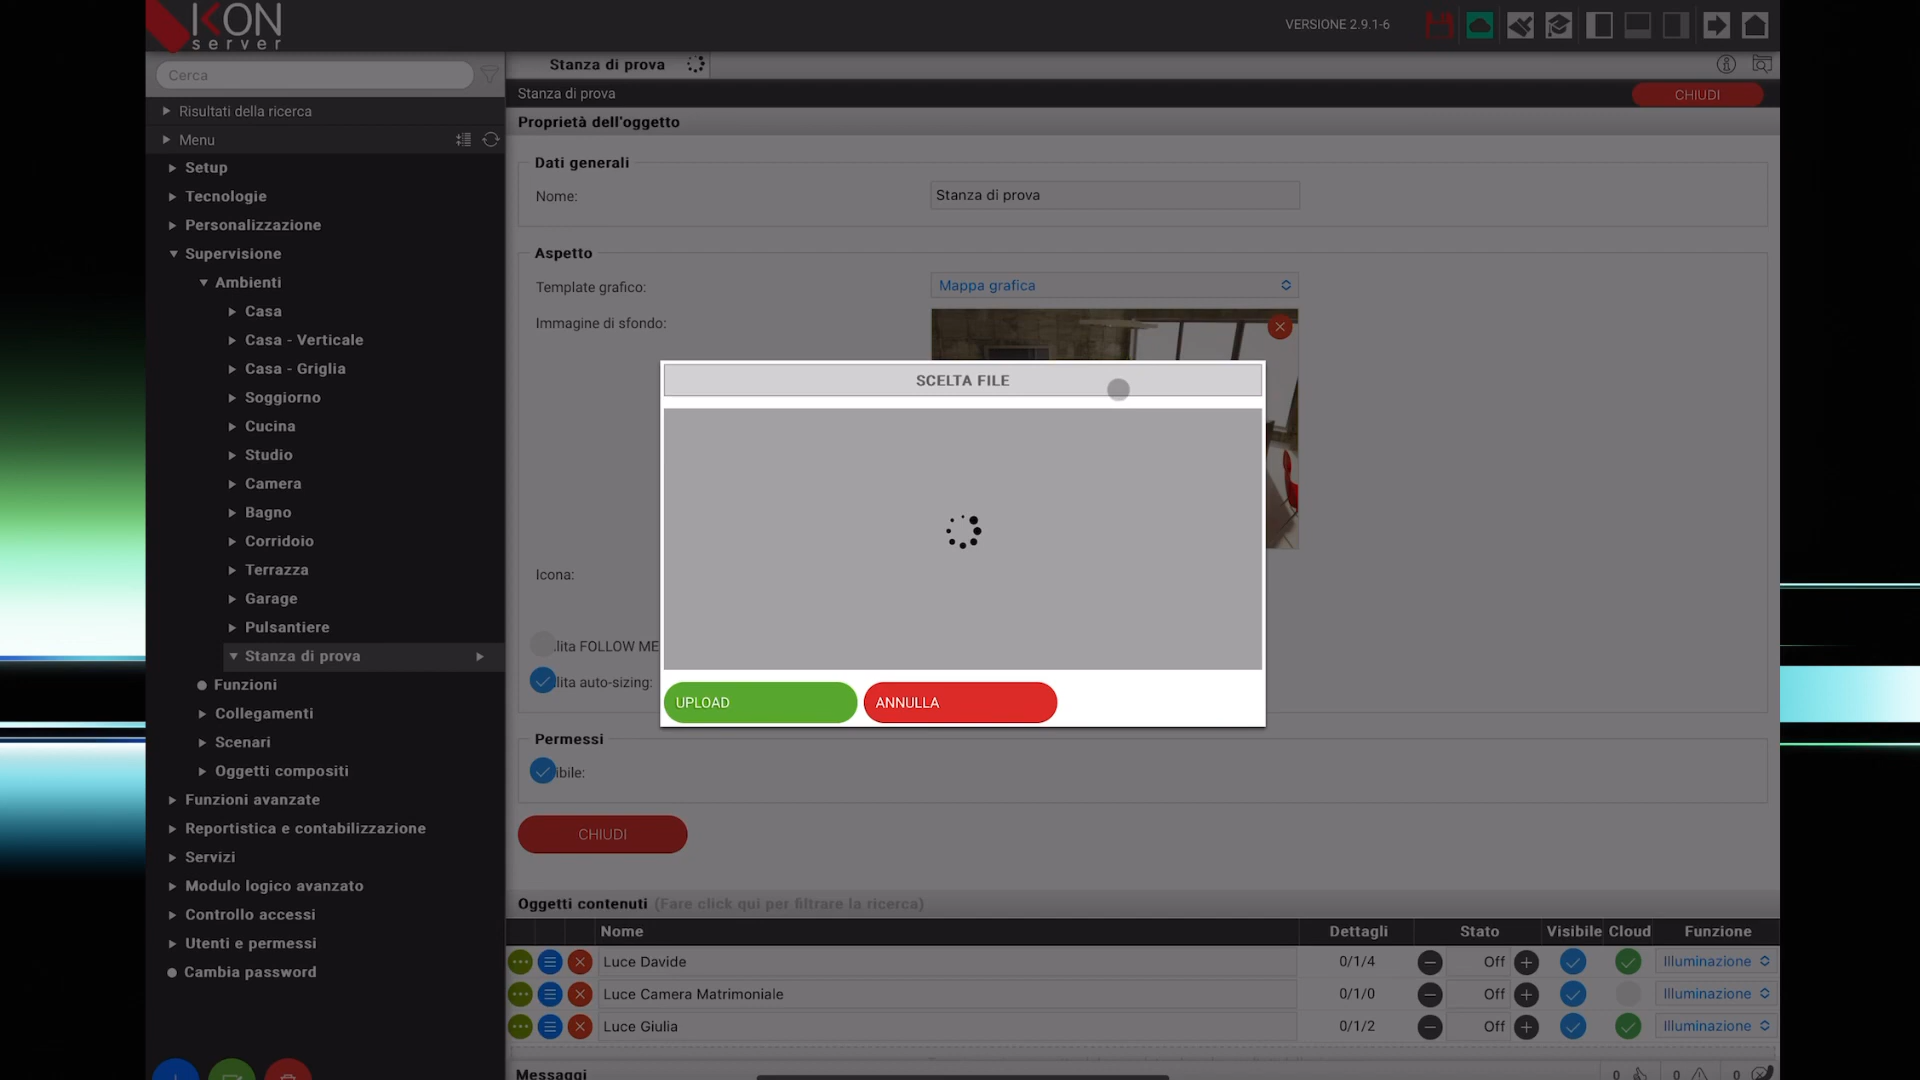 IKON
server
VERSIONE 2.9.1-6
Cerca
Risultati della ricerca
Menu
Setup
Tecnologie
Personalizzazione
Supervisione
Ambienti
Casa
Casa - Verticale
Casa - Griglia
Soggiorno
Cucina
Studio
Camera
Bagno
Corridoio
Terrazza
Garage
Pulsantiere
Stanza di prova
Funzioni
Collegamenti
Scenari
Oggetti compositi
Funzioni avanzate
Reportistica e contabilizzazione
Servizi
Modulo logico avanzato
Controllo accessi
Utenti e permessi
Cambia password
Stanza di prova
Stanza di prova
CHIUDI
Proprietà dell'oggetto
Dati generali
Nome: Stanza di prova
Aspetto
Template grafico: Mappa grafica
Immagine di sfondo:
SCELTA FILE
Icona:
lita FOLLOW ME
lita auto-sizing:
UPLOAD ANNULLA
Permessi
ibile:
CHIUDI
Oggetti contenuti (Fare click qui per filtrare la ricerca)
Nome Dettagli Stato Visibile Cloud Funzione
Luce Davide 0/1/4 Off Illuminazione
Luce Camera Matrimoniale 0/1/0 Off Illuminazione
Luce Giulia 0/1/2 Off Illuminazione
Messaggi 0 0 0